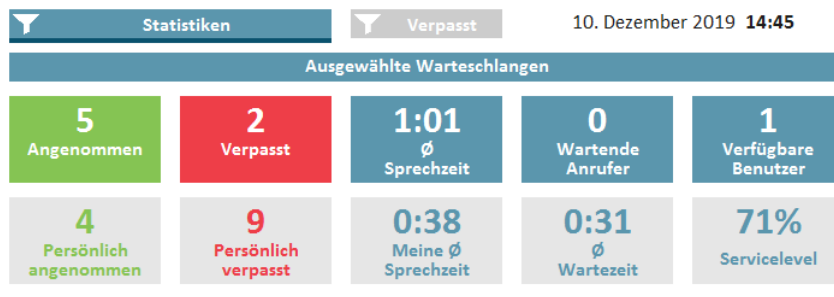 Statistiken
Verpasst
10. Dezember 2019 14:45
Ausgewählte Warteschlangen
5
Angenommen
2
Verpasst
1:01
Ø
Sprechzeit
0
Wartende
Anrufer
1
Verfügbare
Benutzer
4
Persönlich
angenommen
9
Persönlich
verpasst
0:38
Meine Ø
Sprechzeit
0:31
Ø
Wartezeit
71%
Servicelevel